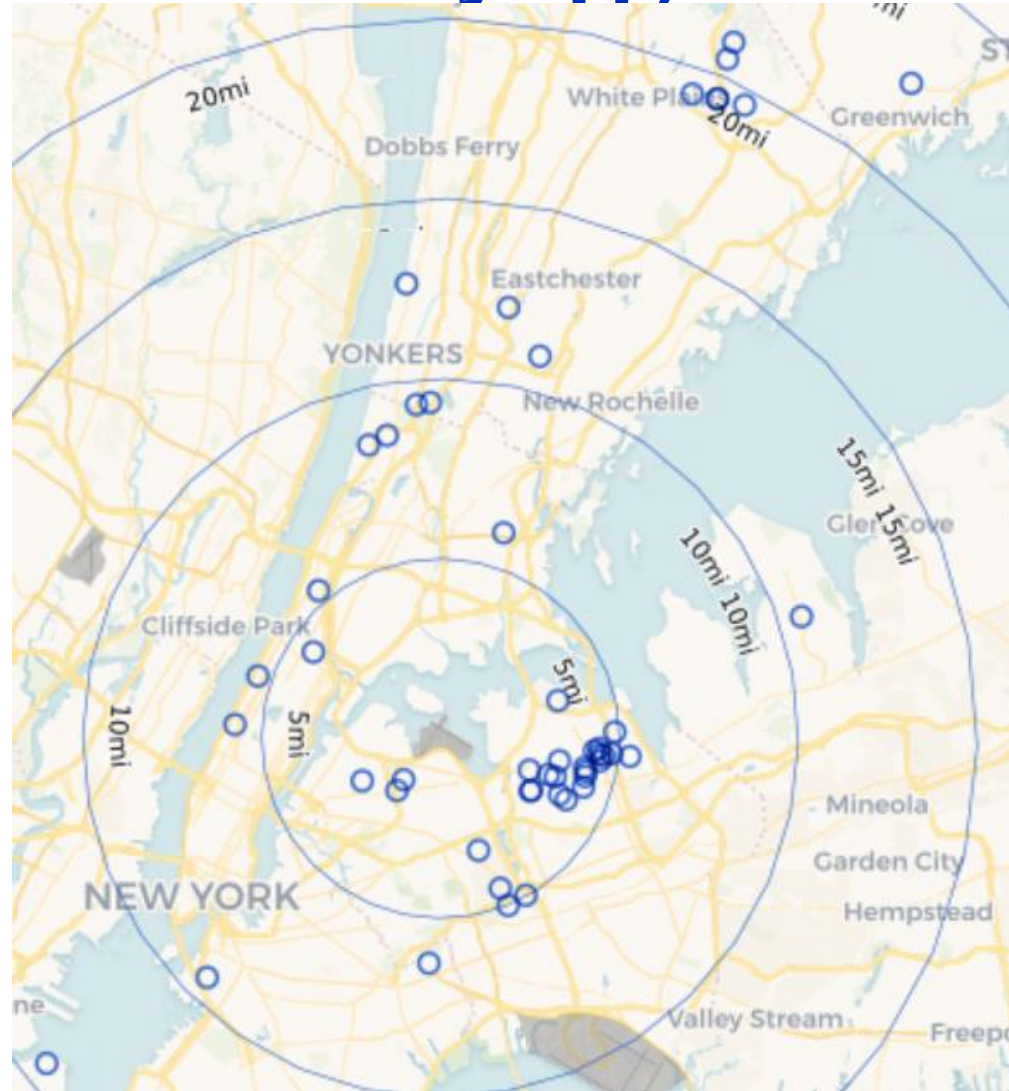 20mi
White Plains
20mi
Greenwich
Dobbs Ferry
Eastchester
YONKERS
New Rochelle
15mi
15mi
Glen Cove
10mi
10mi
Cliffside Park
5mi
5mi
10mi
Mineola
Garden City
NEW YORK
Hempstead
Valley Stream